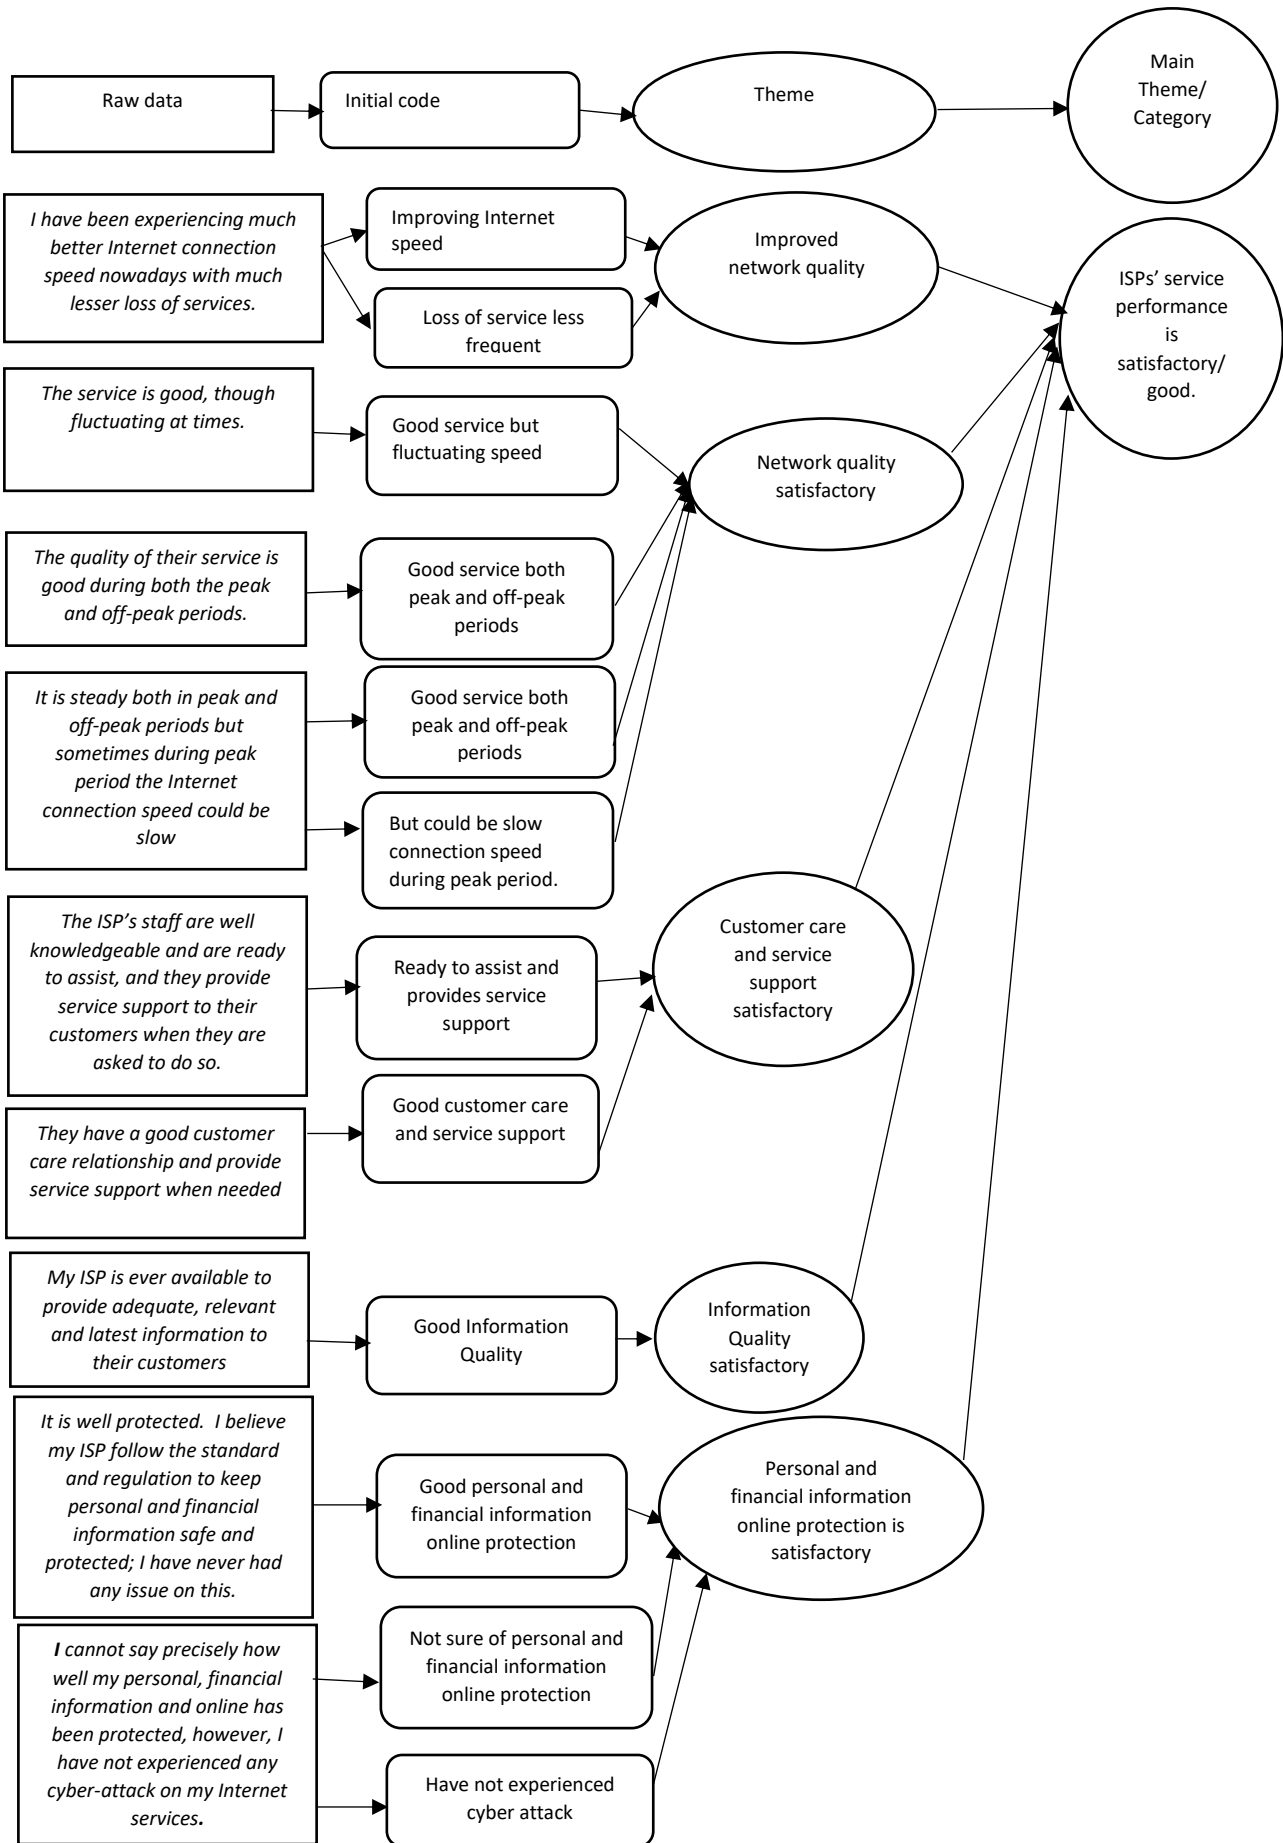 Raw data
Initial code
Theme
Main
Theme/
Category
I have been experiencing much
better Internet connection
speed nowadays with much
lesser loss of services.
Improving Internet
speed
Loss of service less
frequent
Improved
network quality
ISPs’ service
performance
is
satisfactory/
good.
The service is good, though
fluctuating at times.
Good service but
fluctuating speed
Network quality
satisfactory
The quality of their service is
good during both the peak
and off-peak periods.
Good service both
peak and off-peak
periods
It is steady both in peak and
off-peak periods but
sometimes during peak
period the Internet
connection speed could be
slow
Good service both
peak and off-peak
periods
But could be slow
connection speed
during peak period.
The ISP’s staff are well
knowledgeable and are ready
to assist, and they provide
service support to their
customers when they are
asked to do so.
Ready to assist and
provides service
support
Customer care
and service
support
satisfactory
They have a good customer
care relationship and provide
service support when needed
Good customer care
and service support
My ISP is ever available to
provide adequate, relevant
and latest information to
their customers
Good Information
Quality
Information
Quality
satisfactory
It is well protected.  I believe
my ISP follow the standard
and regulation to keep
personal and financial
information safe and
protected; I have never had
any issue on this.
Good personal and
financial information
online protection
Personal and
financial information
online protection is
satisfactory
I cannot say precisely how
well my personal, financial
information and online has
been protected, however, I
have not experienced any
cyber-attack on my Internet
services.
Not sure of personal and
financial information
online protection
Have not experienced
cyber attack